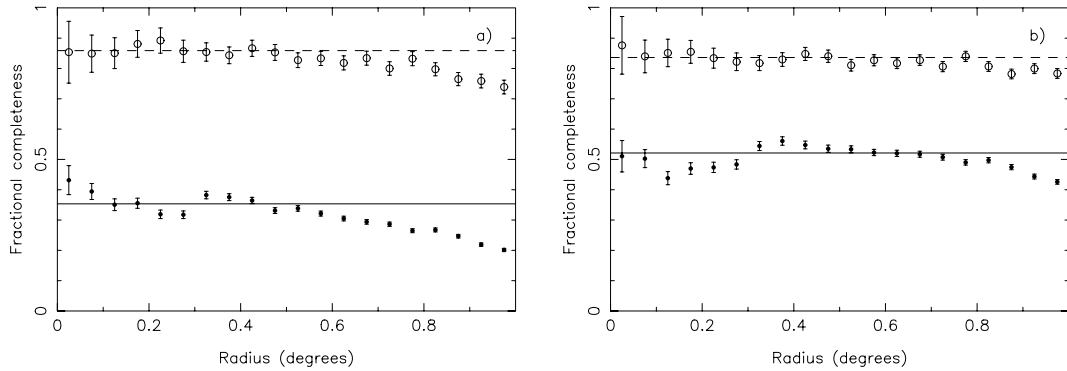 a)
1
0.5
0
Fractional completeness
0 0.2 0.4 0.6 0.8
Radius (degrees)
b)
1
0.5
0
Fractional completeness
0 0.2 0.4 0.6 0.8
Radius (degrees)